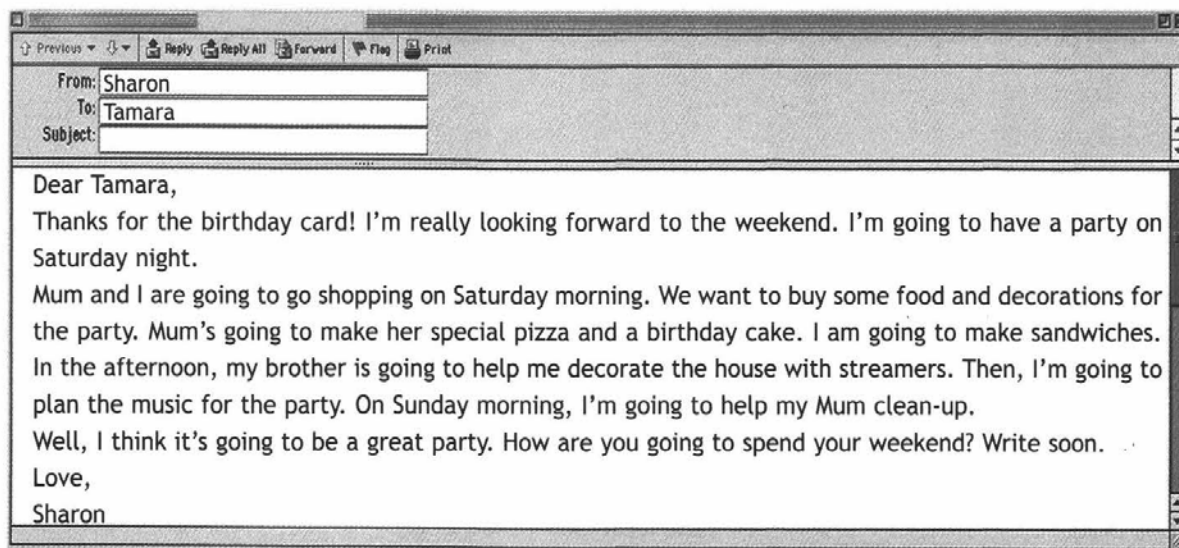 Previous
Reply Reply All Forward Flag Print
From: Sharon
To: Tamara
Subject:
Dear Tamara,
Thanks for the birthday card! I'm really looking forward to the weekend. I'm going to have a party on
Saturday night.
Mum and I are going to go shopping on Saturday morning. We want to buy some food and decorations for
the party. Mum's going to make her special pizza and a birthday cake. I am going to make sandwiches.
In the afternoon, my brother is going to help me decorate the house with streamers. Then, I'm going to
plan the music for the party. On Sunday morning, I'm going to help my Mum clean-up.
Well, I think it's going to be a great party. How are you going to spend your weekend? Write soon.
Love,
Sharon